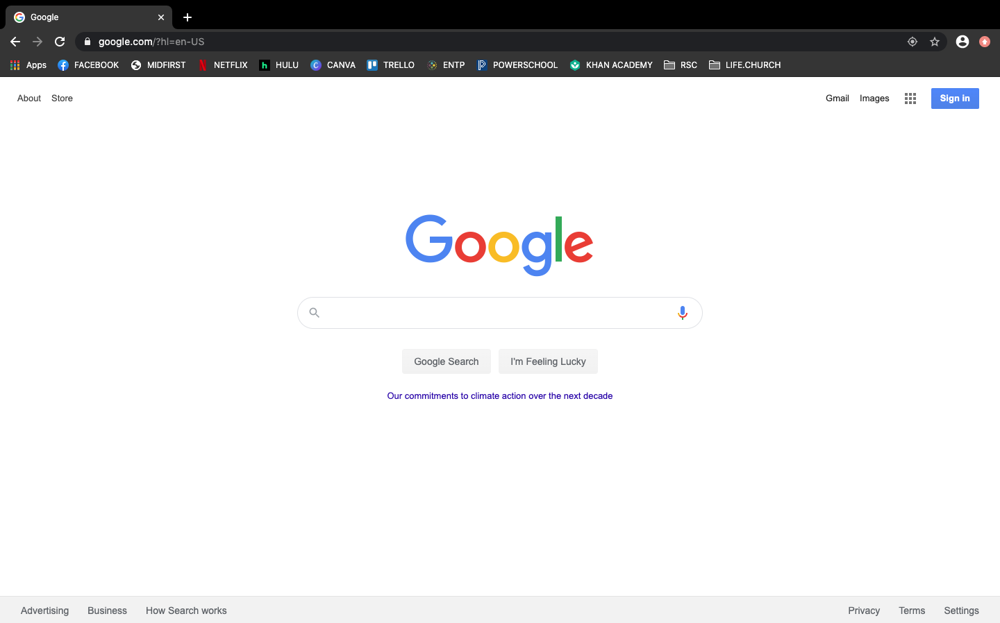 Google
google.com/?hl=en-US
Apps FACEBOOK MIDFIRST NETFLIX HULU CANVA TRELLO ENTP POWERSCHOOL KHAN ACADEMY RSC LIFE.CHURCH
About Store Gmail Images Sign in
Google
Google Search I'm Feeling Lucky
Our commitments to climate action over the next decade
Advertising Business How Search works Privacy Terms Settings